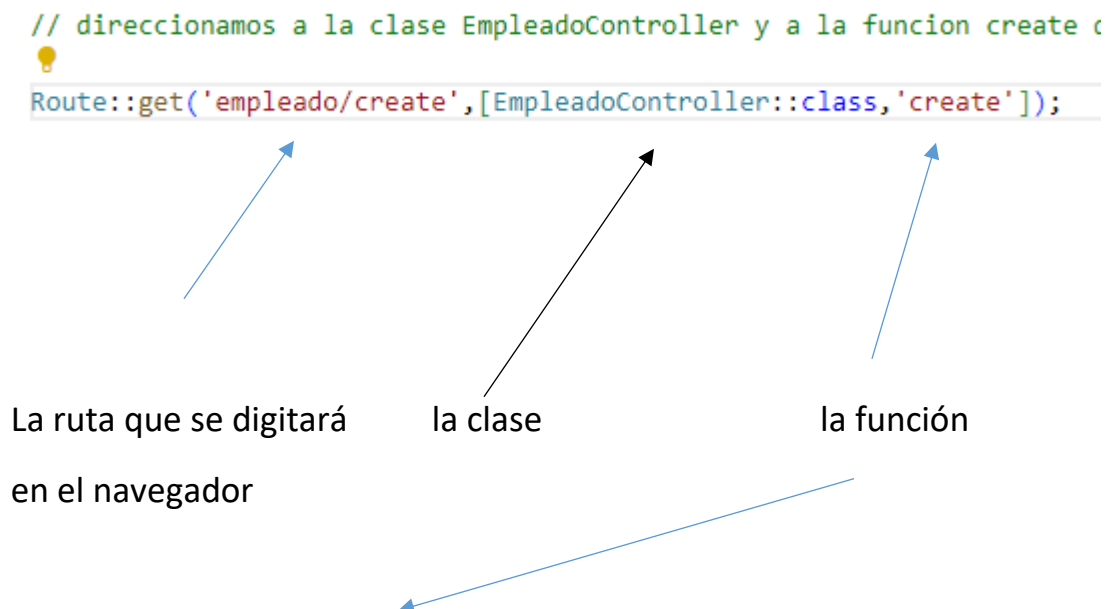 // direccionamos a la clase EmpleadoController y a la funcion create
Route::get('empleado/create',[EmpleadoController::class,'create']);
La ruta que se digitará la clase la función
en el navegador